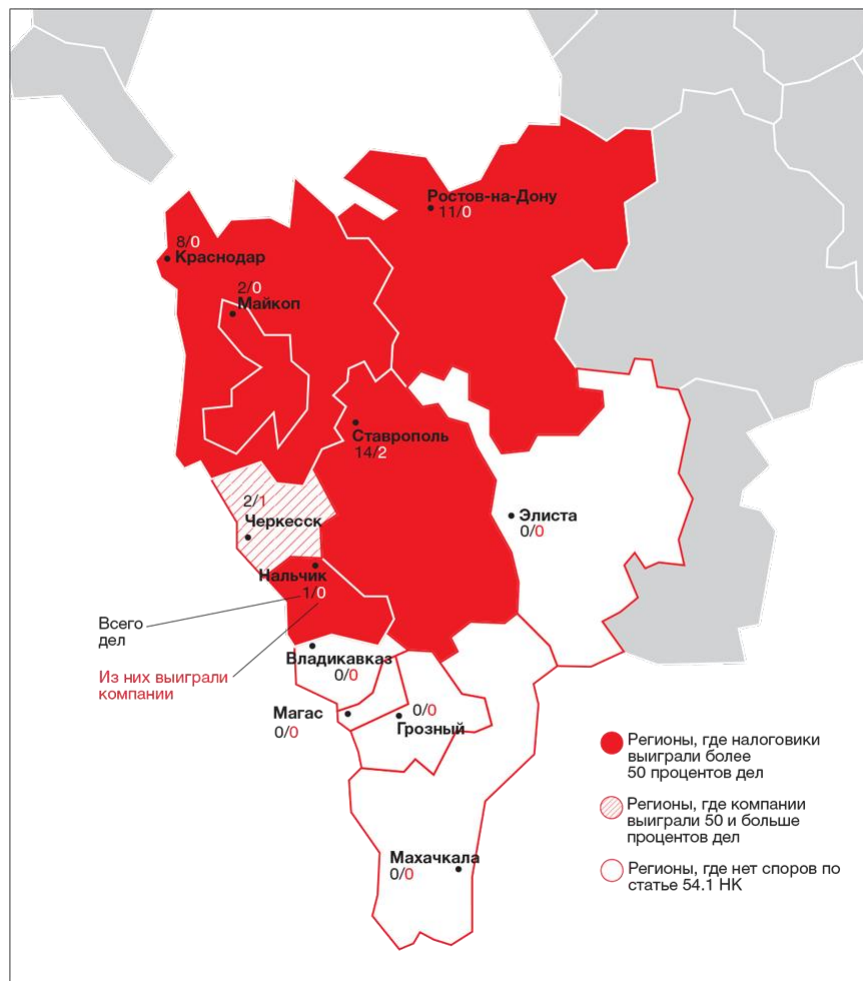 Ростов-на-Дону
11/0
8/0
Краснодар
2/0
Майкоп
Ставрополь
14/2
2/1
Черкесск
Элиста
0/0
Нальчик
1/0
Всего
дел
Из них выиграли
компании
Владикавказ
0/0
Магас
0/0
0/0
Грозный
Махачкала
0/0
Регионы, где налоговики
выиграли более
50 процентов дел
Регионы, где компании
выиграли 50 и больше
процентов дел
Регионы, где нет споров по
статье 54.1 НК